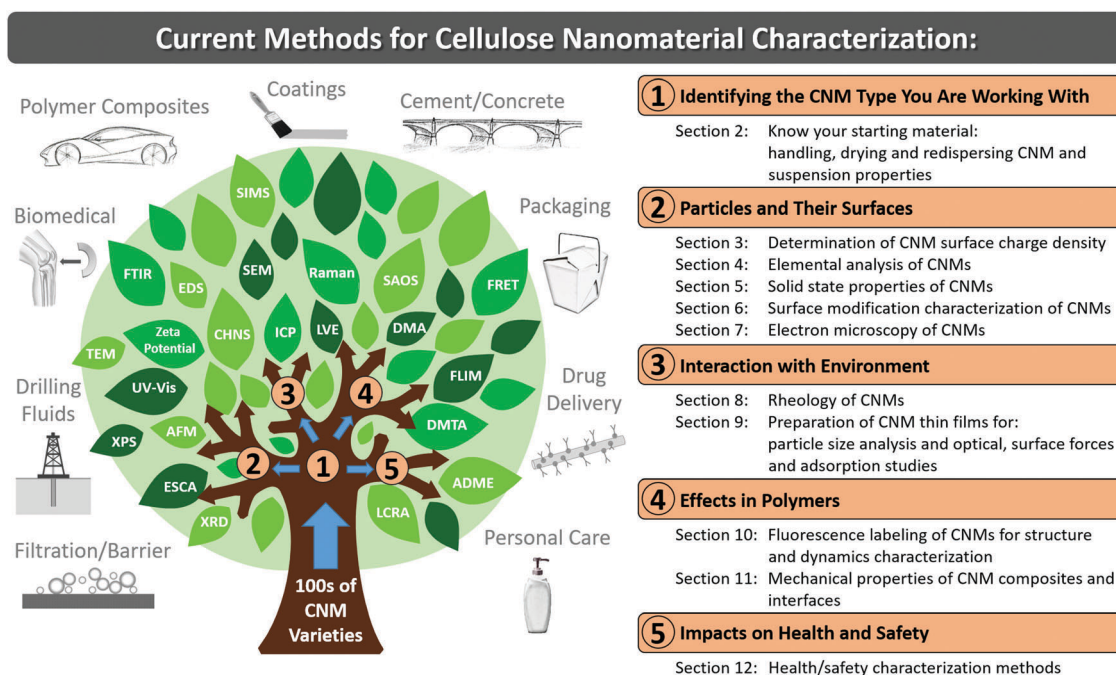 Current Methods for Cellulose Nanomaterial Characterization:
Polymer Composites
Coatings
Cement/Concrete
Biomedical
Packaging
Drilling
Fluids
Drug
Delivery
Filtration/Barrier
Personal Care
SIMS
SEM
Raman
SAOS
FRET
FTIR
EDS
CHNS
ICP
LVE
DMA
Zeta
Potential
TEM
UV-Vis
FLIM
XPS
AFM
DMTA
ESCA
ADME
XRD
LCRA
3
4
2
1
5
100s of
CNM
Varieties
1 Identifying the CNM Type You Are Working With
Section 2: Know your starting material:
handling, drying and redispersing CNM and
suspension properties
2 Particles and Their Surfaces
Section 3: Determination of CNM surface charge density
Section 4: Elemental analysis of CNMs
Section 5: Solid state properties of CNMs
Section 6: Surface modification characterization of CNMs
Section 7: Electron microscopy of CNMs
3 Interaction with Environment
Section 8: Rheology of CNMs
Section 9: Preparation of CNM thin films for:
particle size analysis and optical, surface forces
and adsorption studies
4 Effects in Polymers
Section 10: Fluorescence labeling of CNMs for structure
and dynamics characterization
Section 11: Mechanical properties of CNM composites and
interfaces
5 Impacts on Health and Safety
Section 12: Health/safety characterization methods